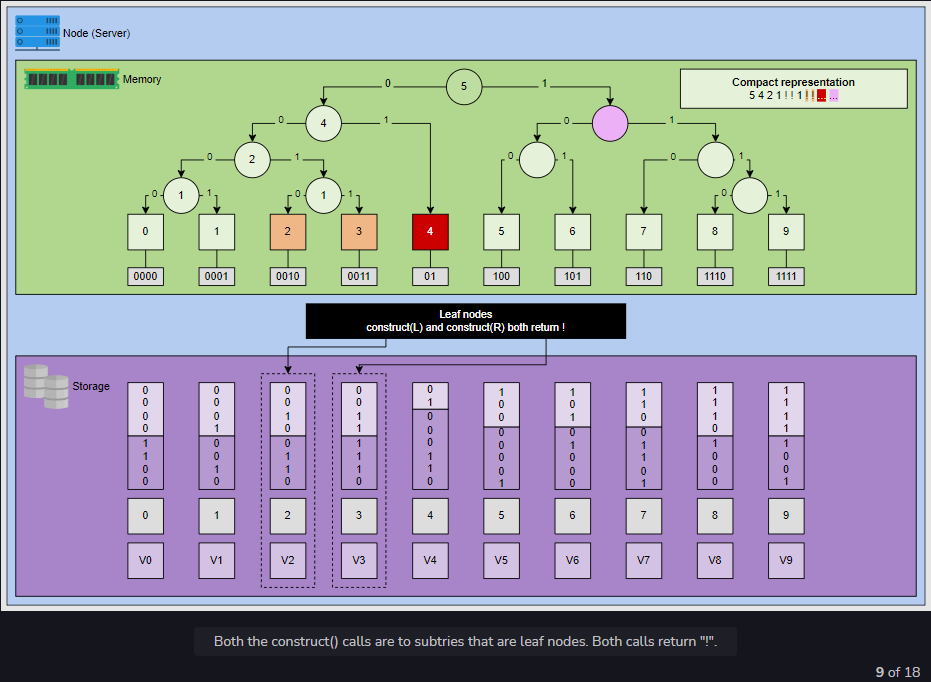 Node (Server)
Memory
0 5 1
Compact representation
5 4 2 1 ! ! 1 ! ! ... ...
0 4 1 0 1
0 2 1 0 1 0 1
0 1 1 0 1 1 0 1
0 1 2 3 4 5 6 7 8 9
0000 0001 0010 0011 01 100 101 110 1110 1111
Leaf nodes
construct(L) and construct(R) both return !
Storage
0 0 0 0 0 1 1 1 1 1
0 0 0 0 1 0 0 1 1 1
0 0 1 1 0 0 1 0 1 1
0 1 0 1 0 0 0 0 0 1
1 0 0 1 0 0 1 1 1 1
1 0 1 1 1 0 0 1 0 0
0 1 1 1 1 0 0 0 0 0
0 0 0 0 0 1 0 1 0 1
0 1 2 3 4 5 6 7 8 9
V0 V1 V2 V3 V4 V5 V6 V7 V8 V9
Both the construct() calls are to subtries that are leaf nodes. Both calls return "!".
9 of 18